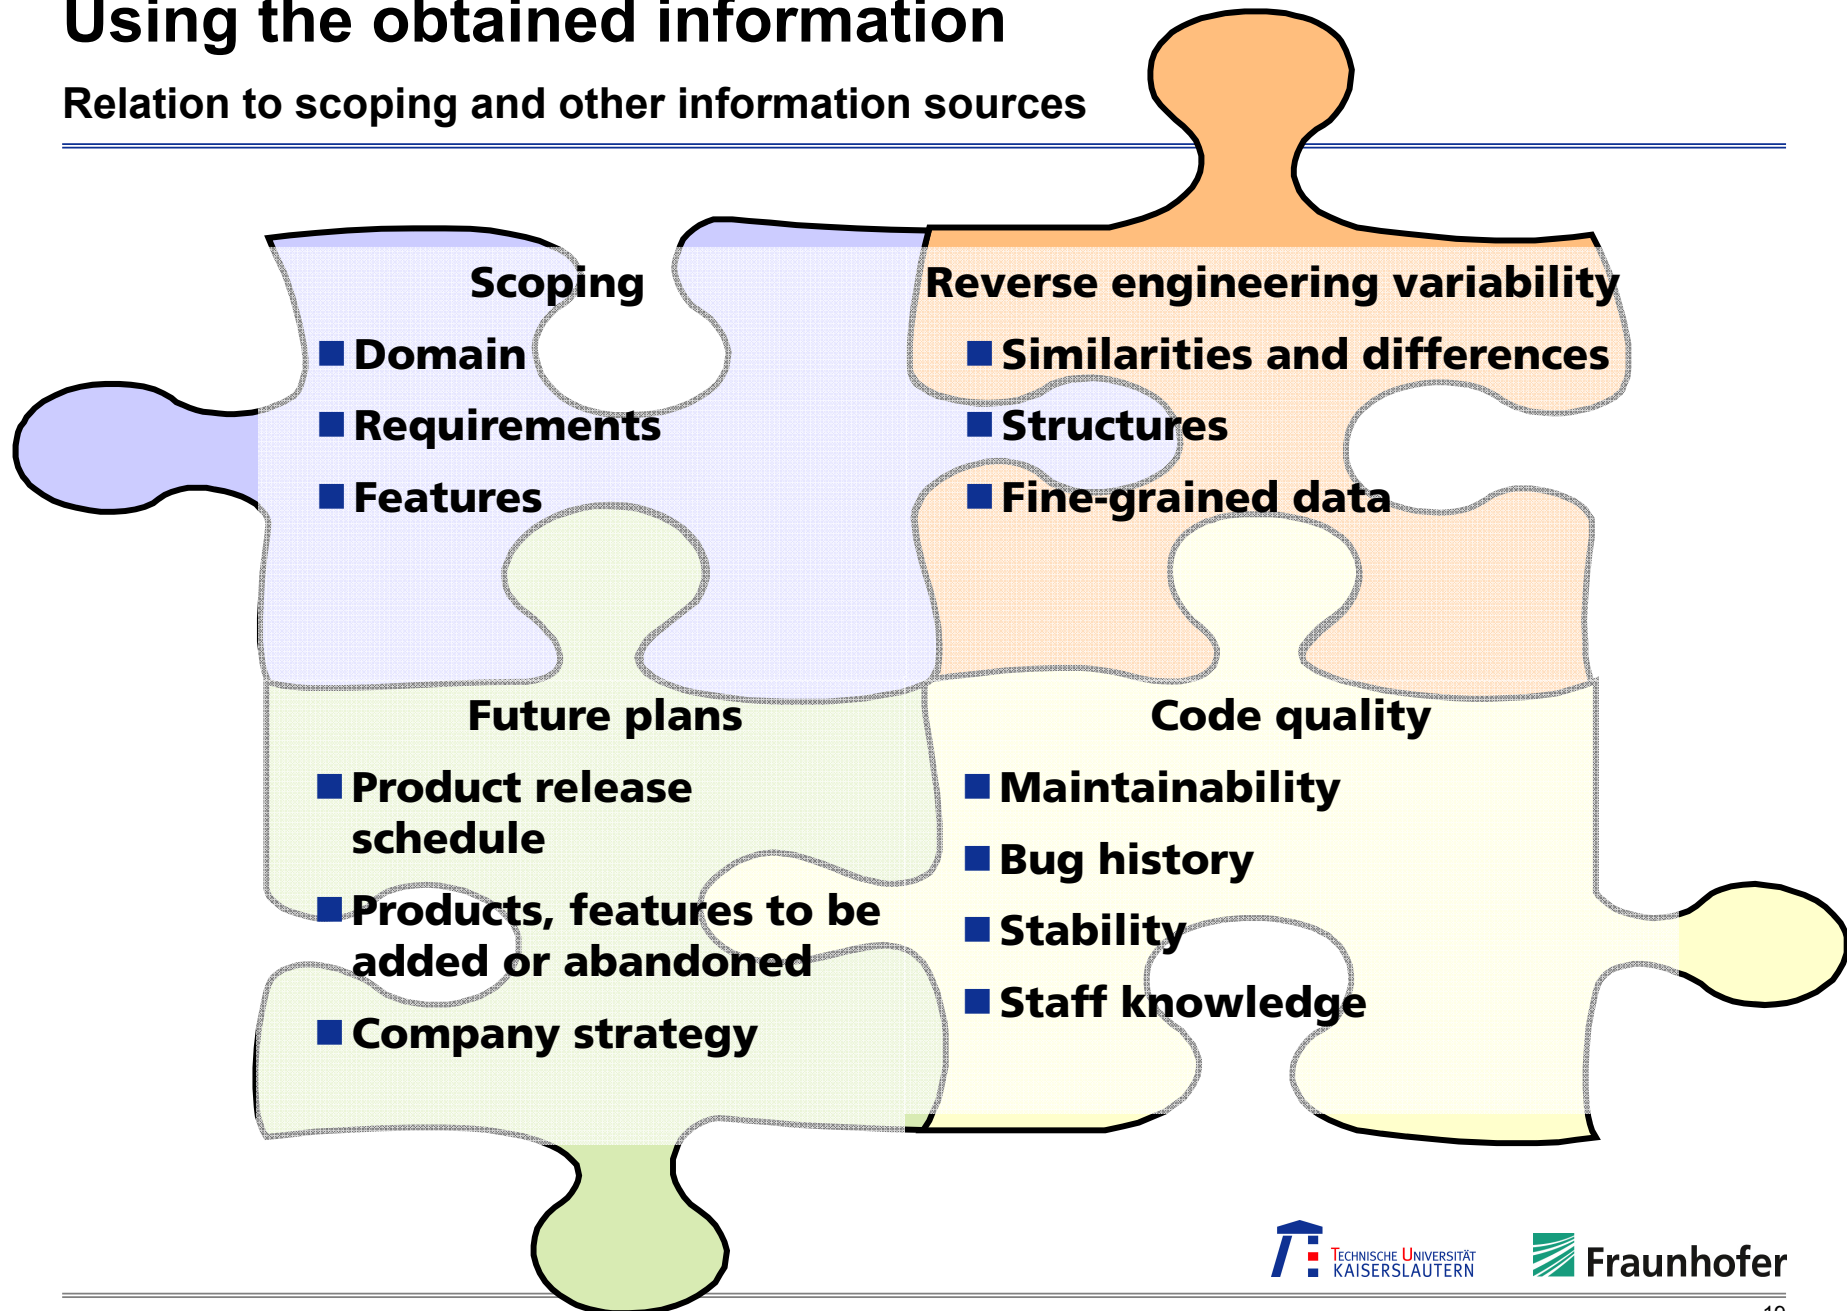 Using the obtained information
Relation to scoping and other information sources
Scoping
Domain
Requirements
Features
Reverse engineering variability
Similarities and differences
Structures
Fine-grained data
Future plans
Product release
schedule
Products, features to be
added or abandoned
Company strategy
Code quality
Maintainability
Bug history
Stability
Staff knowledge
TECHNISCHE UNIVERSITÄT
KAISERSLAUTERN
Fraunhofer